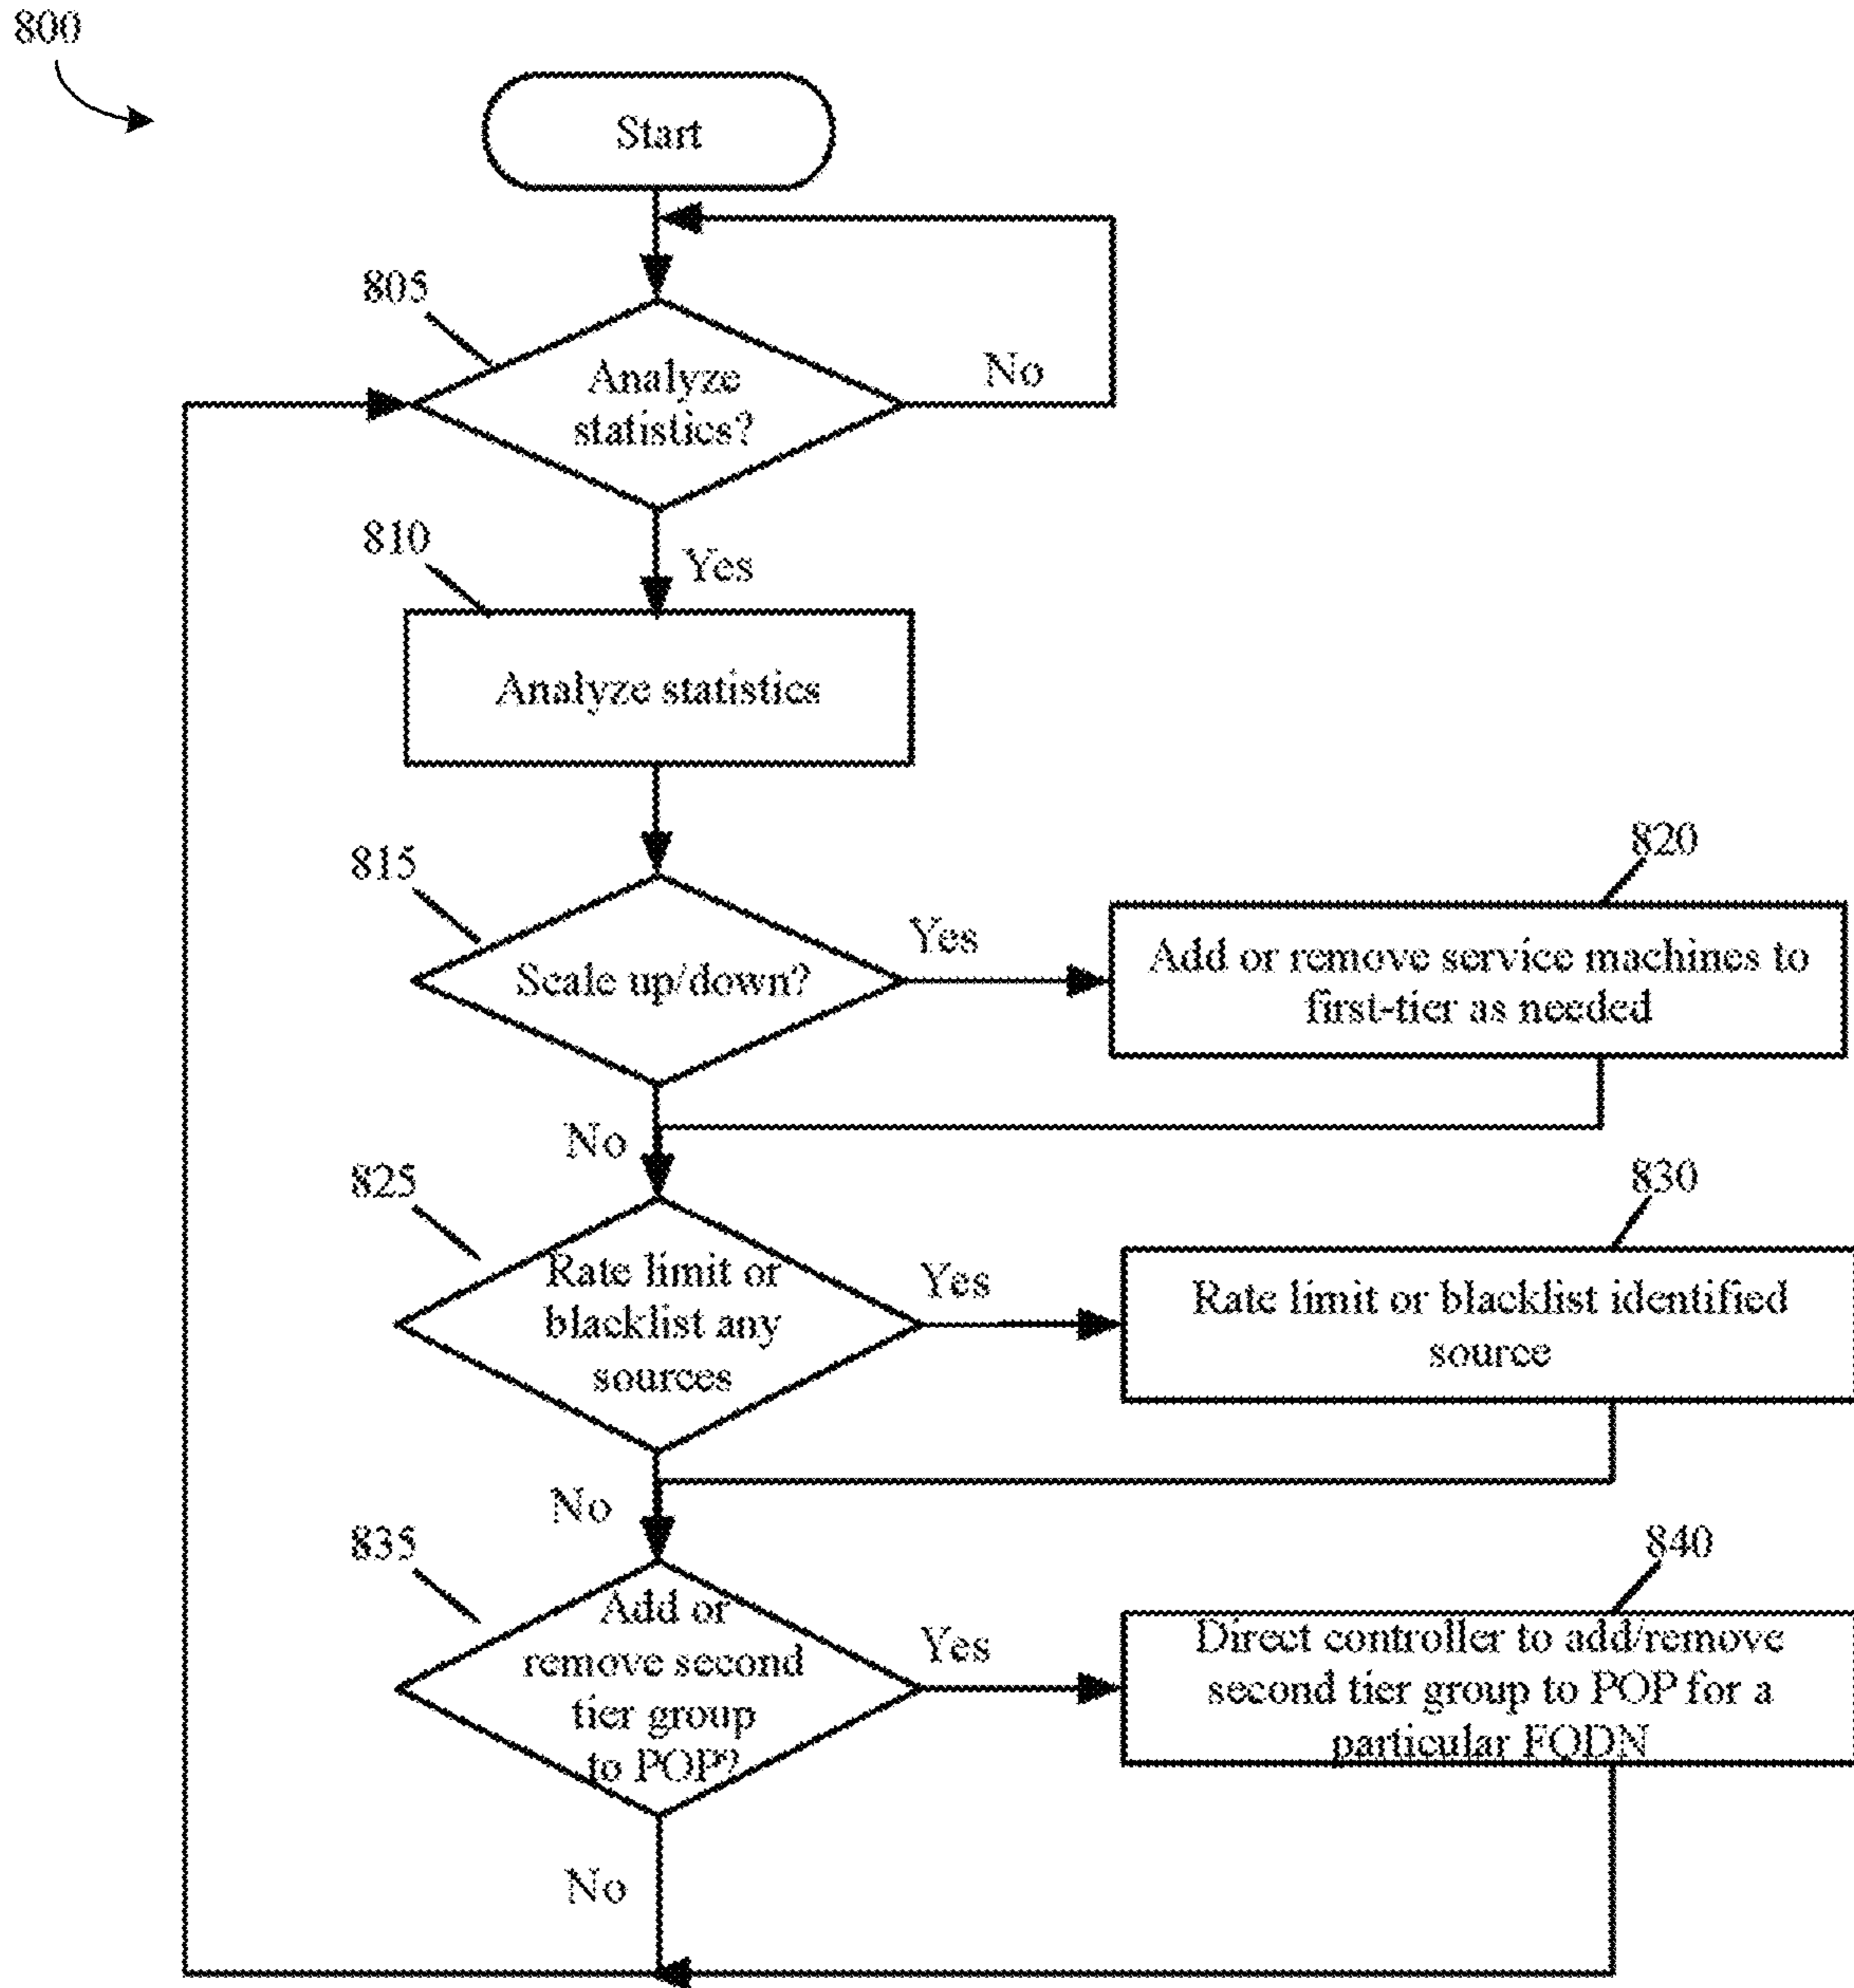 800
Start
805
Analyze
statistics?
No
810
Yes
Analyze statistics
815
Scale up/down?
Yes
820
Add or remove service machines to
first-tier as needed
No
825
Rate limit or
blacklist any
sources
Yes
830
Rate limit or blacklist identified
source
No
835
Add or
remove second
tier group
to POP?
Yes
840
Direct controller to add/remove
second tier group to POP for a
particular FQDN
No